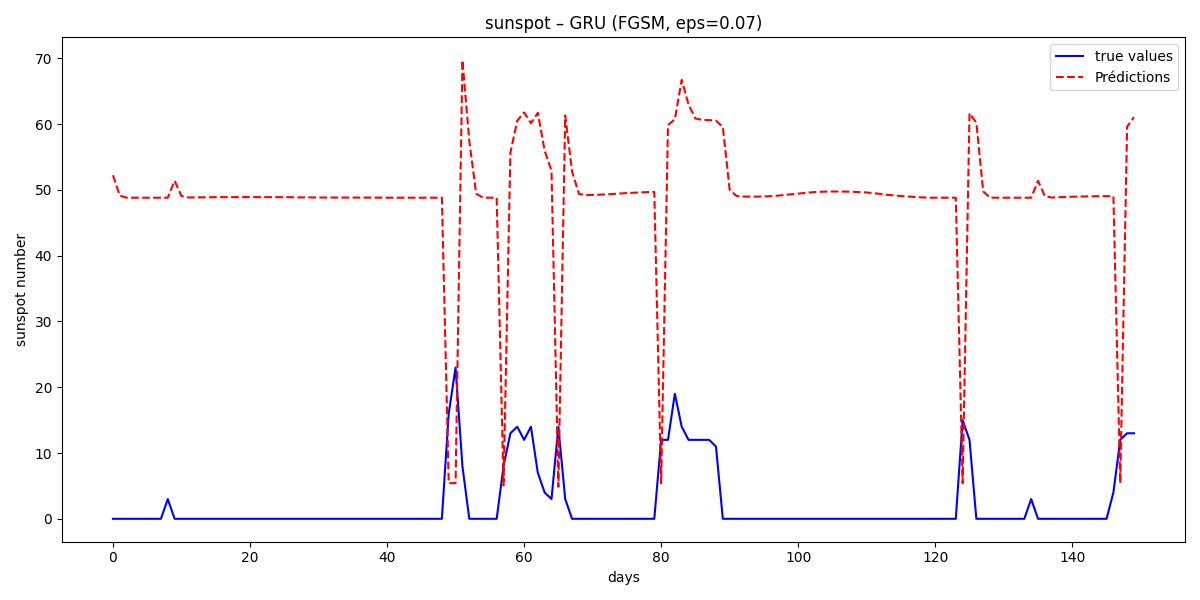 sunspot – GRU (FGSM, eps=0.07)
true values
Prédictions
sunspot number
70
60
50
40
30
20
10
0
0 20 40 60 80 100 120 140
days